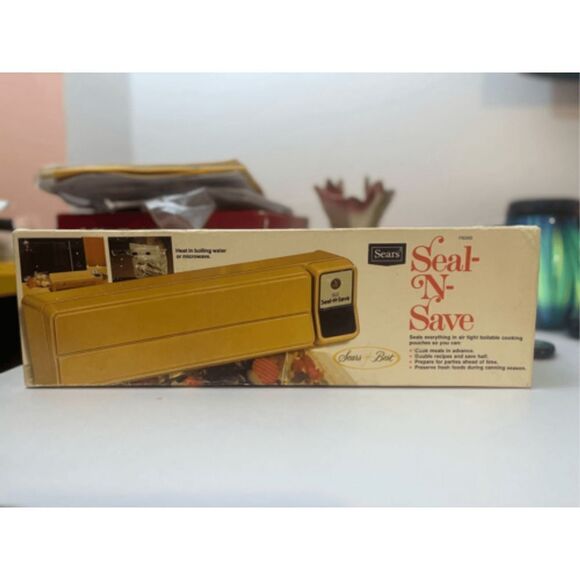 Heat in boiling water
or microwave.
Seal-n-Save
Sears Best
Sears
Seal-
N-
Save
Seals everything in air tight boilable cooking
pouches so you can:
• Cook meals in advance.
• Double recipes and save half.
• Prepare for parties ahead of time.
• Preserve fresh foods during canning season.